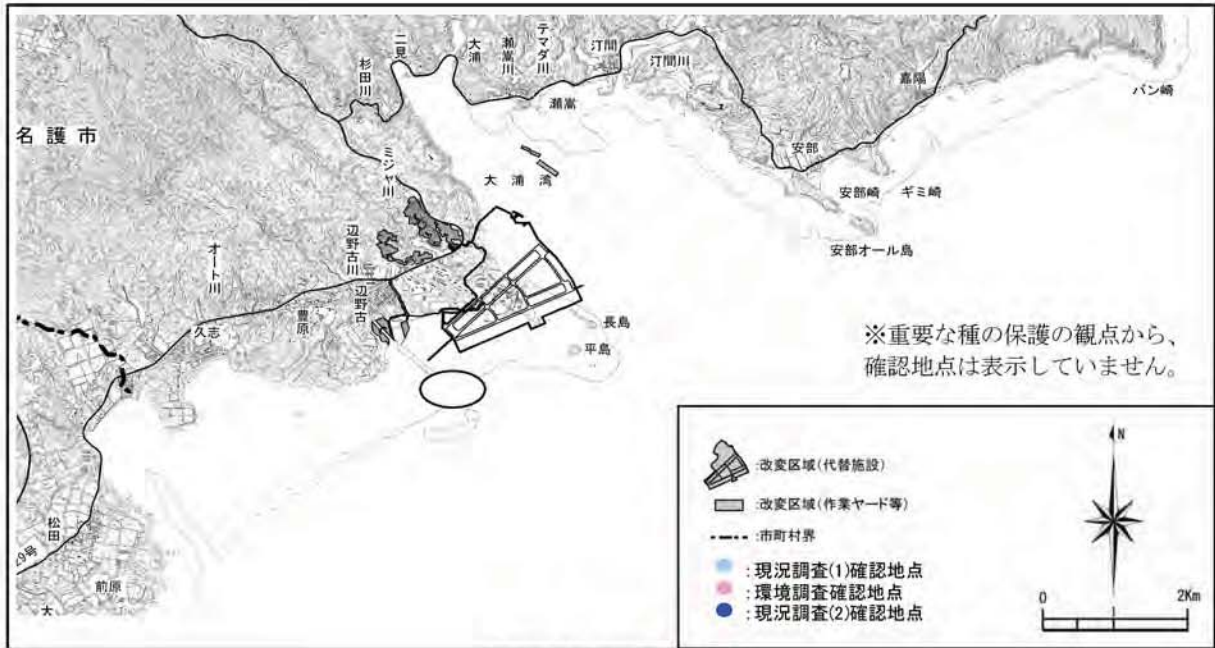 二見
大浦
瀬嵩川
テマダ川
汀間
汀間川
杉田川
瀬嵩
嘉陽
バン崎
名護市
ミジャ川
大浦湾
安部
安部崎
ギミ崎
安部オール島
オート川
辺野古川
辺野古
豊原
久志
長島
平島
※重要な種の保護の観点から、
確認地点は表示していません。
松田
前原
:改変区域(代替施設)
:改変区域(作業ヤード等)
:市町村界
:現況調査(1)確認地点
:環境調査確認地点
:現況調査(2)確認地点
N
0 2Km